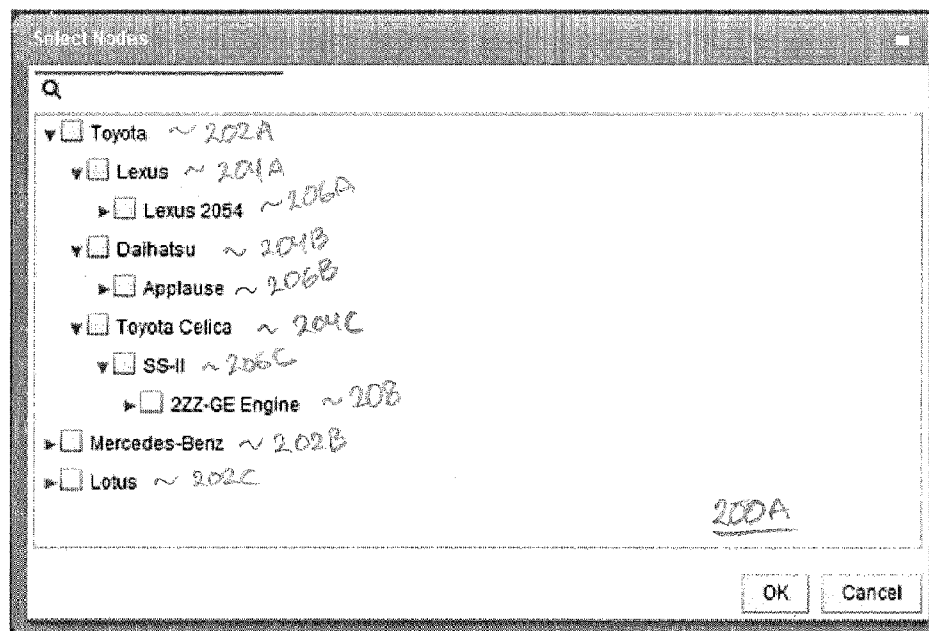 Select Nodes
Toyota ~ 202A
Lexus ~ 204A
Lexus 2054 ~ 206A
Daihatsu ~ 204B
Applause ~ 206B
Toyota Celica ~ 204C
SS-II ~ 206C
2ZZ-GE Engine ~ 208
Mercedes-Benz ~ 202B
Lotus ~ 202C
200A
OK Cancel